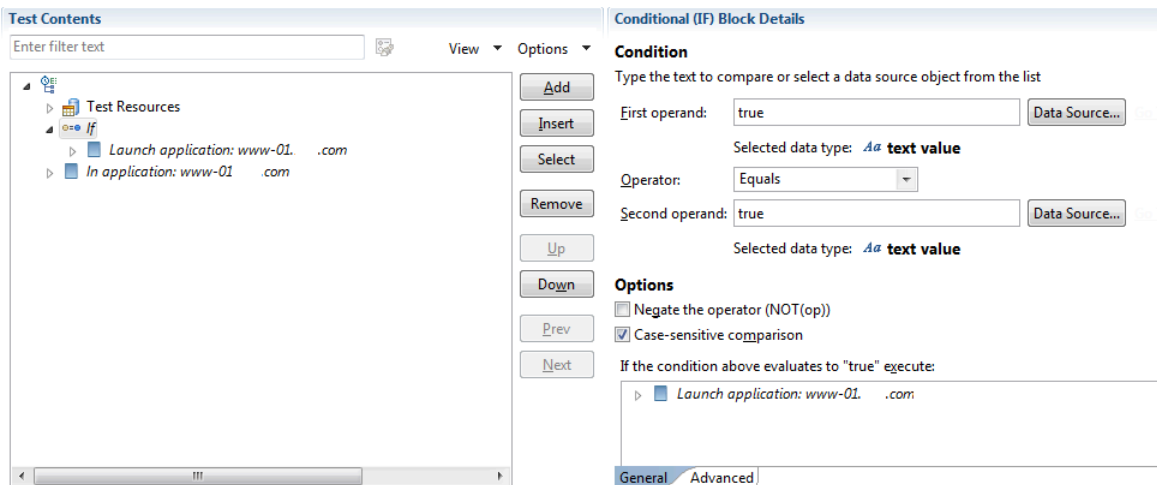 Test Contents
Enter filter text
View
Options
Test Resources
If
Launch application: www-01. .com
In application: www-01 .com
Add
Insert
Select
Remove
Up
Down
Prev
Next
Conditional (IF) Block Details
Condition
Type the text to compare or select a data source object from the list
First operand: true Data Source...
Selected data type: Aa text value
Operator: Equals
Second operand: true Data Source...
Selected data type: Aa text value
Options
Negate the operator (NOT(op))
Case-sensitive comparison
If the condition above evaluates to "true" execute:
Launch application: www-01. .com
General Advanced